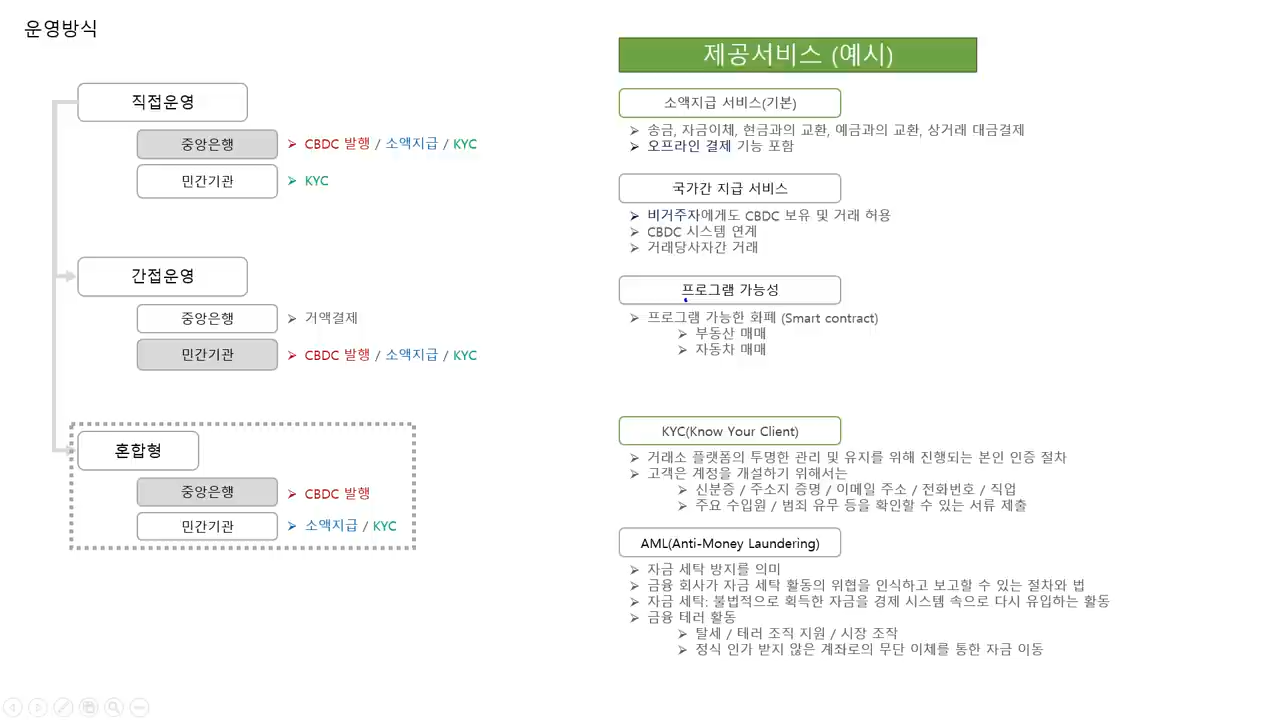 운영방식
직접운영
중앙은행
➢ CBDC 발행 / 소액지급 / KYC
민간기관
➢ KYC
간접운영
중앙은행
➢ 거액결제
민간기관
➢ CBDC 발행 / 소액지급 / KYC
혼합형
중앙은행
➢ CBDC 발행
민간기관
➢ 소액지급 / KYC
제공서비스 (예시)
소액지급 서비스(기본)
➢ 송금, 자금이체, 현금과의 교환, 예금과의 교환, 상거래 대금결제
➢ 오프라인 결제 기능 포함
국가간 지급 서비스
➢ 비거주자에게도 CBDC 보유 및 거래 허용
➢ CBDC 시스템 연계
➢ 거래당사자간 거래
프로그램 가능성
➢ 프로그램 가능한 화폐 (Smart contract)
➢ 부동산 매매
➢ 자동차 매매
KYC(Know Your Client)
➢ 거래소 플랫폼의 투명한 관리 및 유지를 위해 진행되는 본인 인증 절차
➢ 고객은 계정을 개설하기 위해서는
➢ 신분증 / 주소지 증명 / 이메일 주소 / 전화번호 / 직업
➢ 주요 수입원 / 범죄 유무 등을 확인할 수 있는 서류 제출
AML(Anti-Money Laundering)
➢ 자금 세탁 방지를 의미
➢ 금융 회사가 자금 세탁 활동의 위협을 인식하고 보고할 수 있는 절차와 법
➢ 자금 세탁: 불법적으로 획득한 자금을 경제 시스템 속으로 다시 유입하는 활동
➢ 금융 테러 활동
➢ 탈세 / 테러 조직 지원 / 시장 조작
➢ 정식 인가 받지 않은 계좌로의 무단 이체를 통한 자금 이동